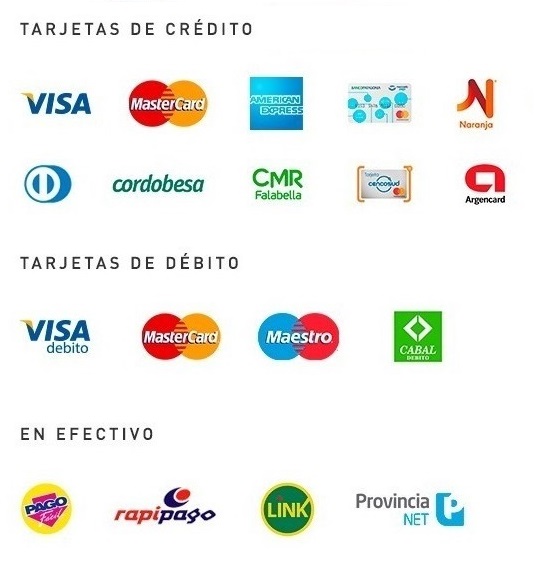 TARJETAS DE CRÉDITO
VISA
MasterCard
AMERICAN
EXPRESS
Naranja
cordobesa
CMR
Falabella
Tarjeta
cencosud
Argencard
TARJETAS DE DÉBITO
VISA
debito
MasterCard
Maestro
CABAL
DEBITO
EN EFECTIVO
PAGO
Fácil
rapipago
LINK
Provincia
NET